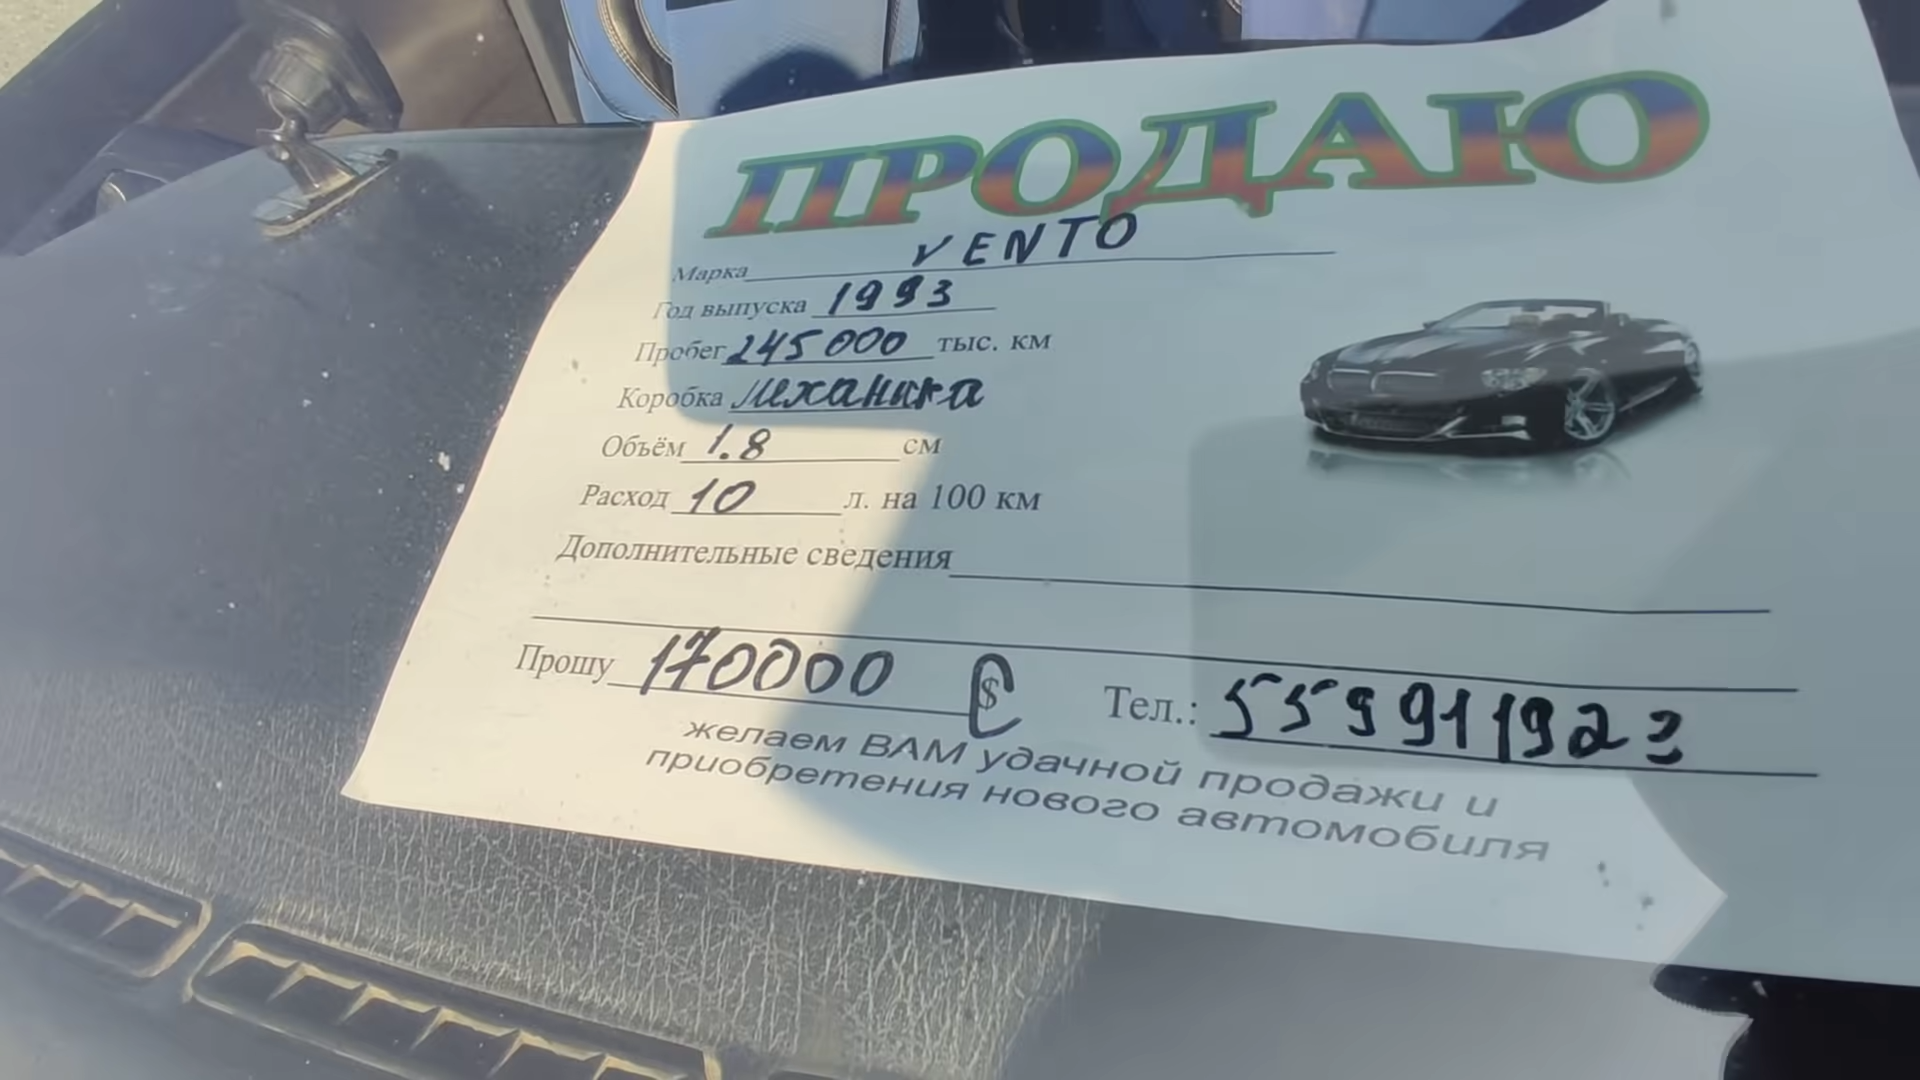 ПРОДАЮ
Марка VENTO
Год выпуска 1993
Пробег 245000 тыс. км
Коробка механика
Объём 1.8 см
Расход 10 л. на 100 км
Дополнительные сведения
Прошу 170000 $ С Тел.: 559911923
желаем ВАМ удачной продажи и
приобретения нового автомобиля